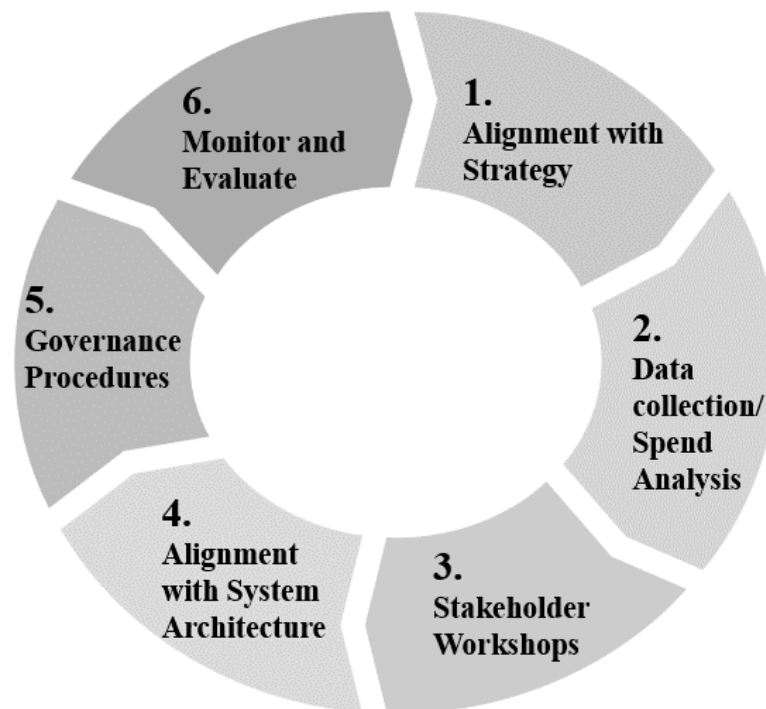 1.
Alignment with
Strategy
2.
Data
collection/
Spend
Analysis
3.
Stakeholder
Workshops
4.
Alignment
with System
Architecture
5.
Governance
Procedures
6.
Monitor and
Evaluate